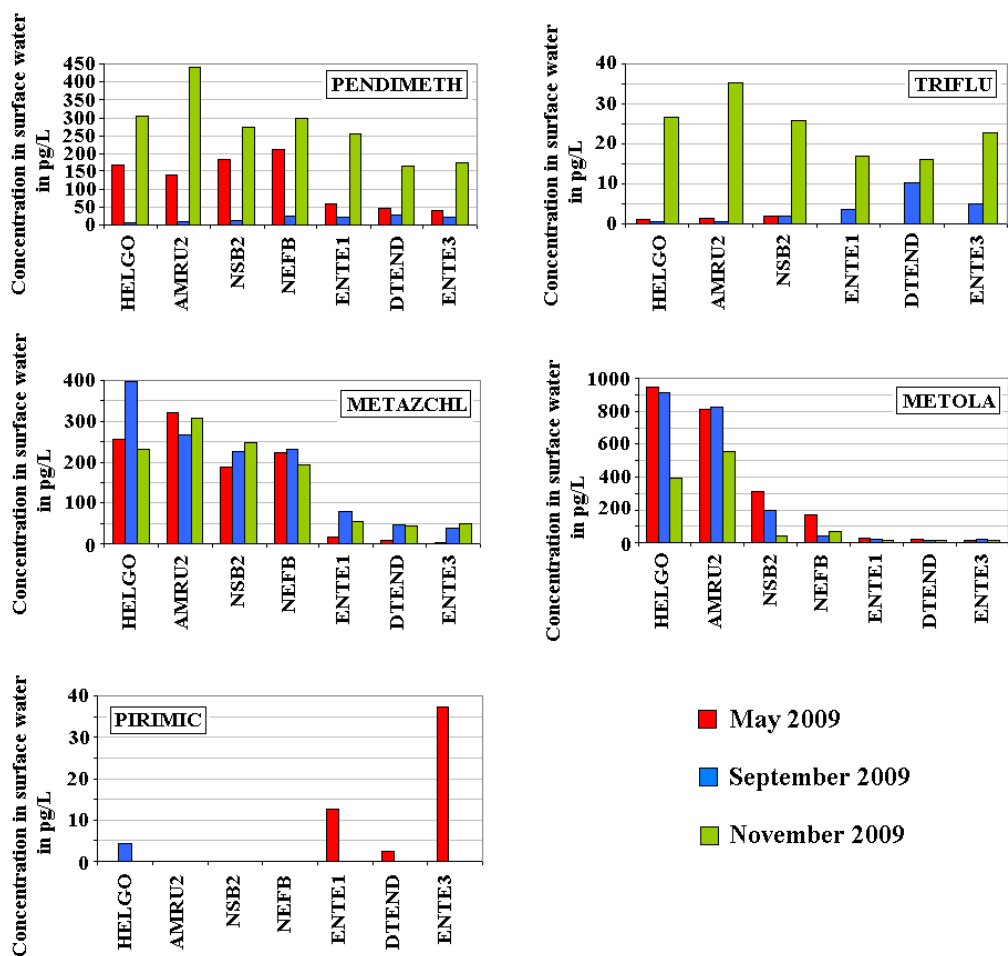 Concentration in surface water
in pg/L
450
400
350
300
250
200
150
100
50
0
PENDIMETH
HELGO
AMRU2
NSB2
NEFB
ENTE1
DTEND
ENTE3
Concentration in surface water
in pg/L
40
30
20
10
0
TRIFLU
HELGO
AMRU2
NSB2
ENTE1
DTEND
ENTE3
Concentration in surface water
in pg/L
400
300
200
100
0
METAZCHL
HELGO
AMRU2
NSB2
NEFB
ENTE1
DTEND
ENTE3
Concentration in surface water
in pg/L
1000
800
600
400
200
0
METOLA
HELGO
AMRU2
NSB2
NEFB
ENTE1
DTEND
ENTE3
Concentration in surface water
in pg/L
40
30
20
10
0
PIRIMIC
HELGO
AMRU2
NSB2
NEFB
ENTE1
DTEND
ENTE3
May 2009
September 2009
November 2009